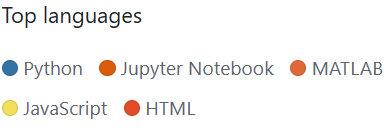 Top languages
Python Jupyter Notebook MATLAB
JavaScript HTML